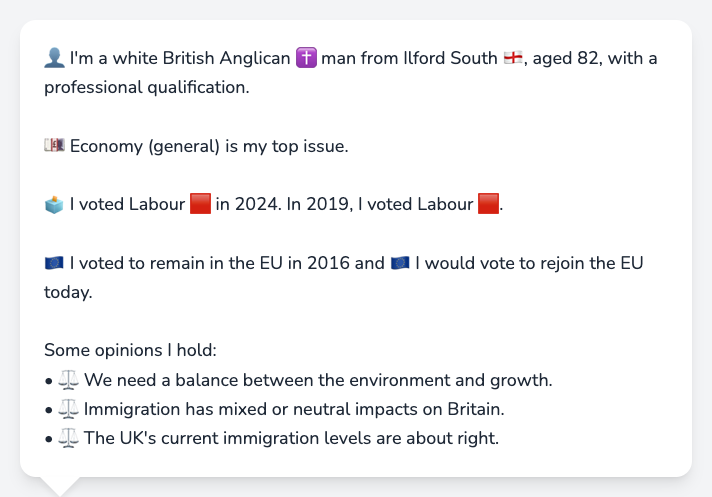 👤 I'm a white British Anglican ✝️ man from Ilford South 🏴󠁧󠁢󠁥󠁮󠁧󠁿, aged 82, with a
professional qualification.
💷 Economy (general) is my top issue.
🗳️ I voted Labour 🟥 in 2024. In 2019, I voted Labour 🟥.
🇪🇺 I voted to remain in the EU in 2016 and 🇪🇺 I would vote to rejoin the EU
today.
Some opinions I hold:
• ⚖️ We need a balance between the environment and growth.
• ⚖️ Immigration has mixed or neutral impacts on Britain.
• ⚖️ The UK's current immigration levels are about right.